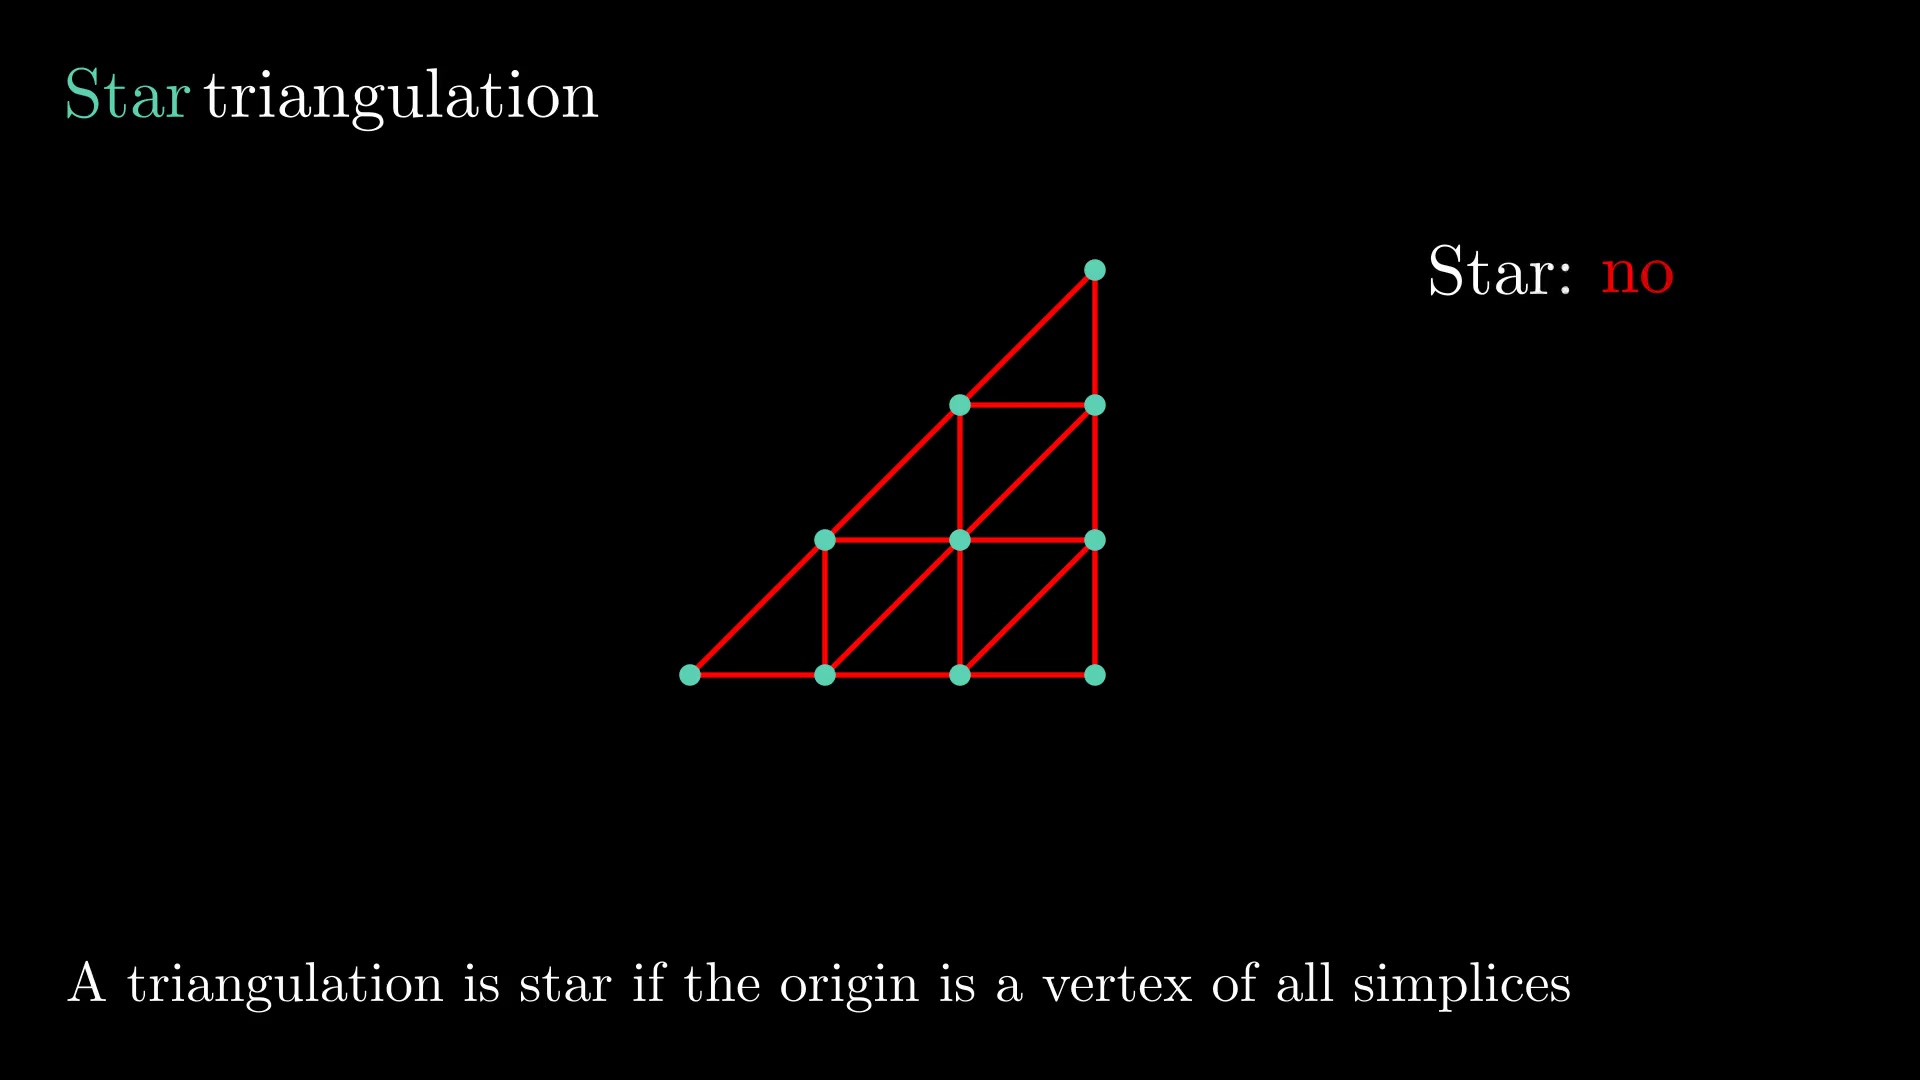 Star triangulation
Star: no
A triangulation is star if the origin is a vertex of all simplices